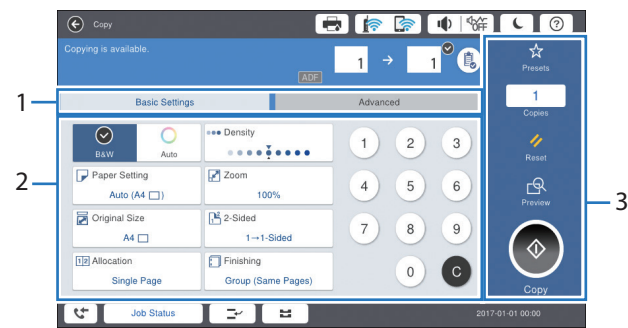 Copy
Copying is available.
1 → 1
ADF
1
Basic Settings Advanced
2
B&W Auto
Density
1 2 3
Paper Setting
Auto (A4)
Zoom
100%
4 5 6
Original Size
A4
2-Sided
1→1-Sided
7 8 9
12 Allocation
Single Page
Finishing
Group (Same Pages)
0 C
Presets
1
Copies
Reset
Preview
Copy
3
Job Status
2017-01-01 00:00